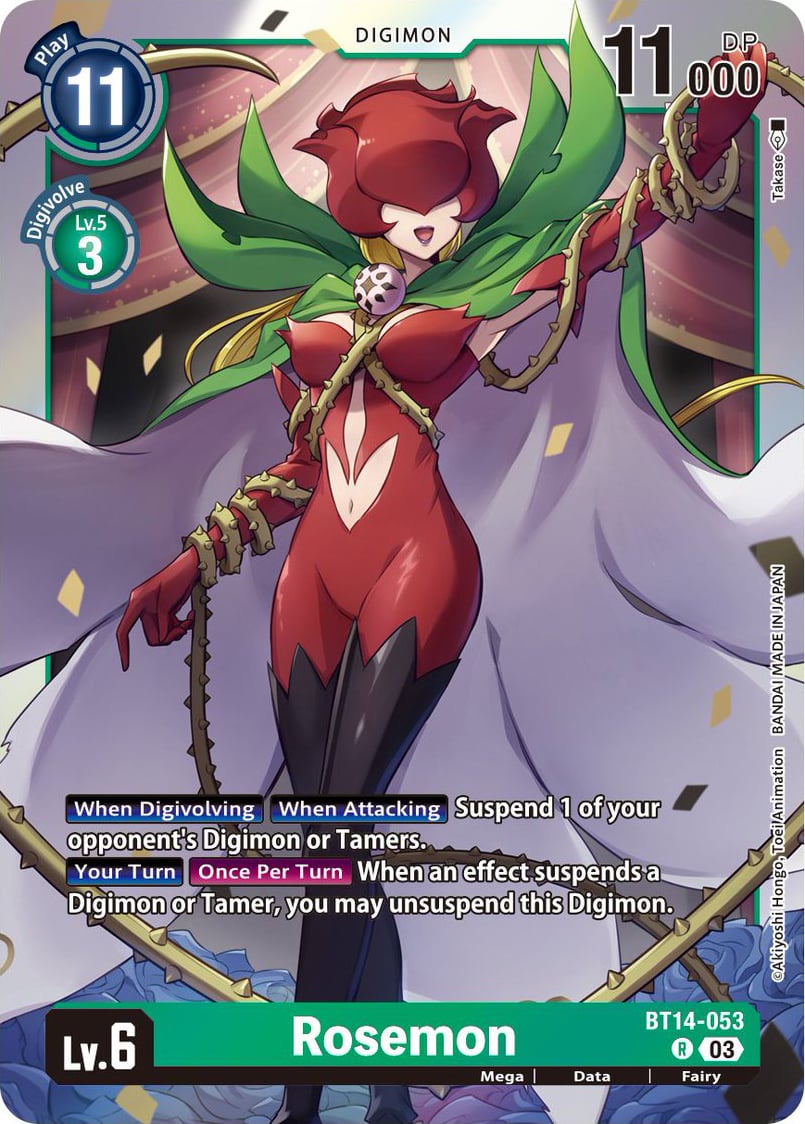 DIGIMON
Play
11
11000 DP
Digivolve
Lv.5
3
Takase
BANDAI MADE IN JAPAN
©Akiyoshi Hongo, Toei Animation
When Digivolving When Attacking Suspend 1 of your
opponent's Digimon or Tamers.
Your Turn Once Per Turn When an effect suspends a
Digimon or Tamer, you may unsuspend this Digimon.
Lv.6
Rosemon
BT14-053
R 03
Mega | Data | Fairy